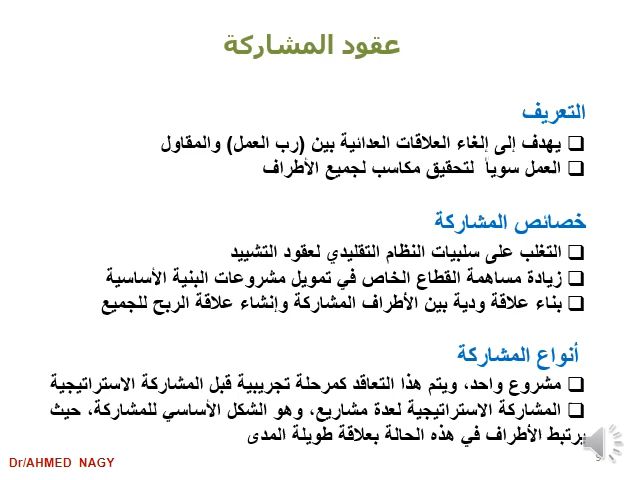 عقود المشاركة
التعريف
❑ يهدف إلى إلغاء العلاقات العدائية بين (رب العمل) والمقاول
❑ العمل سوياً لتحقيق مكاسب لجميع الأطراف
خصائص المشاركة
❑ التغلب على سلبيات النظام التقليدي لعقود التشييد
❑ زيادة مساهمة القطاع الخاص في تمويل مشروعات البنية الأساسية
❑ بناء علاقة ودية بين الأطراف المشاركة وإنشاء علاقة الربح للجميع
أنواع المشاركة
❑ مشروع واحد، ويتم هذا التعاقد كمرحلة تجريبية قبل المشاركة الاستراتيجية
❑ المشاركة الاستراتيجية لعدة مشاريع، وهو الشكل الأساسي للمشاركة، حيث
يرتبط الأطراف في هذه الحالة بعلاقة طويلة المدى
Dr/AHMED NAGY